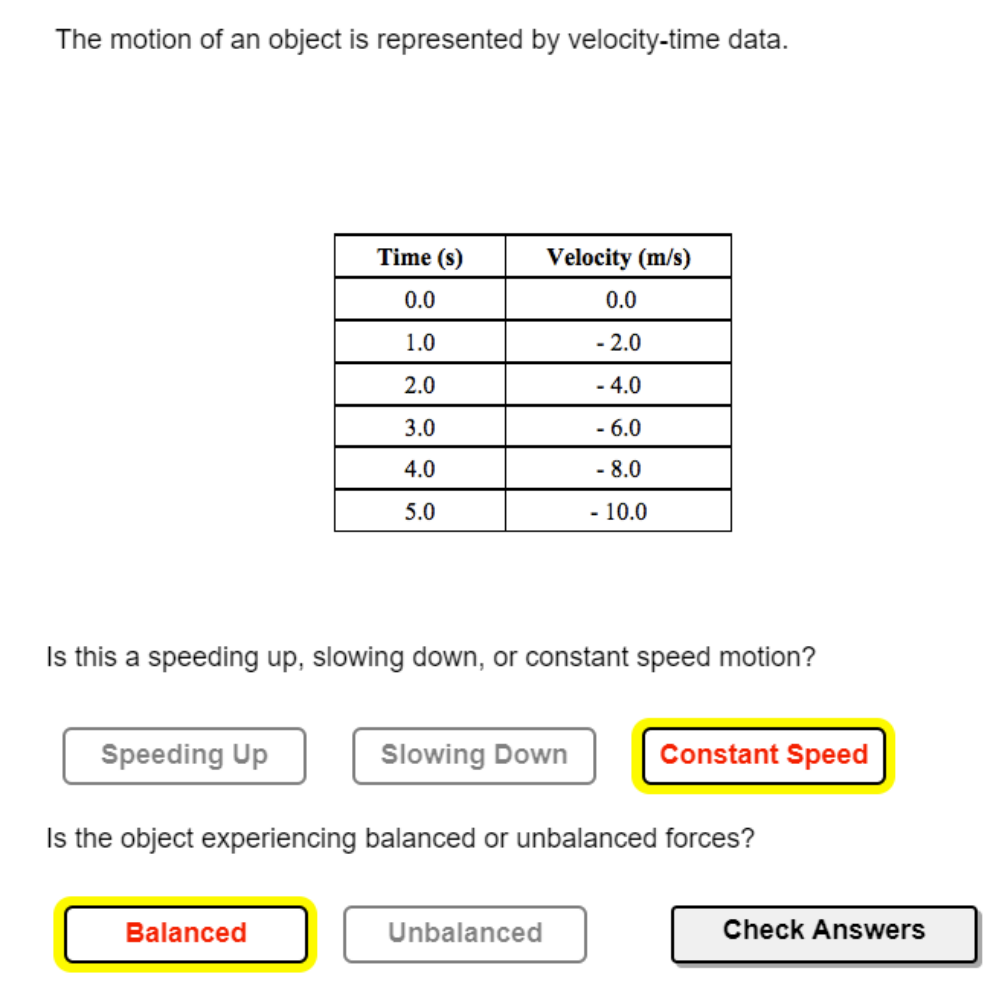 The motion of an object is represented by velocity-time data.
Time (s) Velocity (m/s)
0.0 0.0
1.0 - 2.0
2.0 - 4.0
3.0 - 6.0
4.0 - 8.0
5.0 - 10.0
Is this a speeding up, slowing down, or constant speed motion?
Speeding Up Slowing Down Constant Speed
Is the object experiencing balanced or unbalanced forces?
Balanced Unbalanced Check Answers